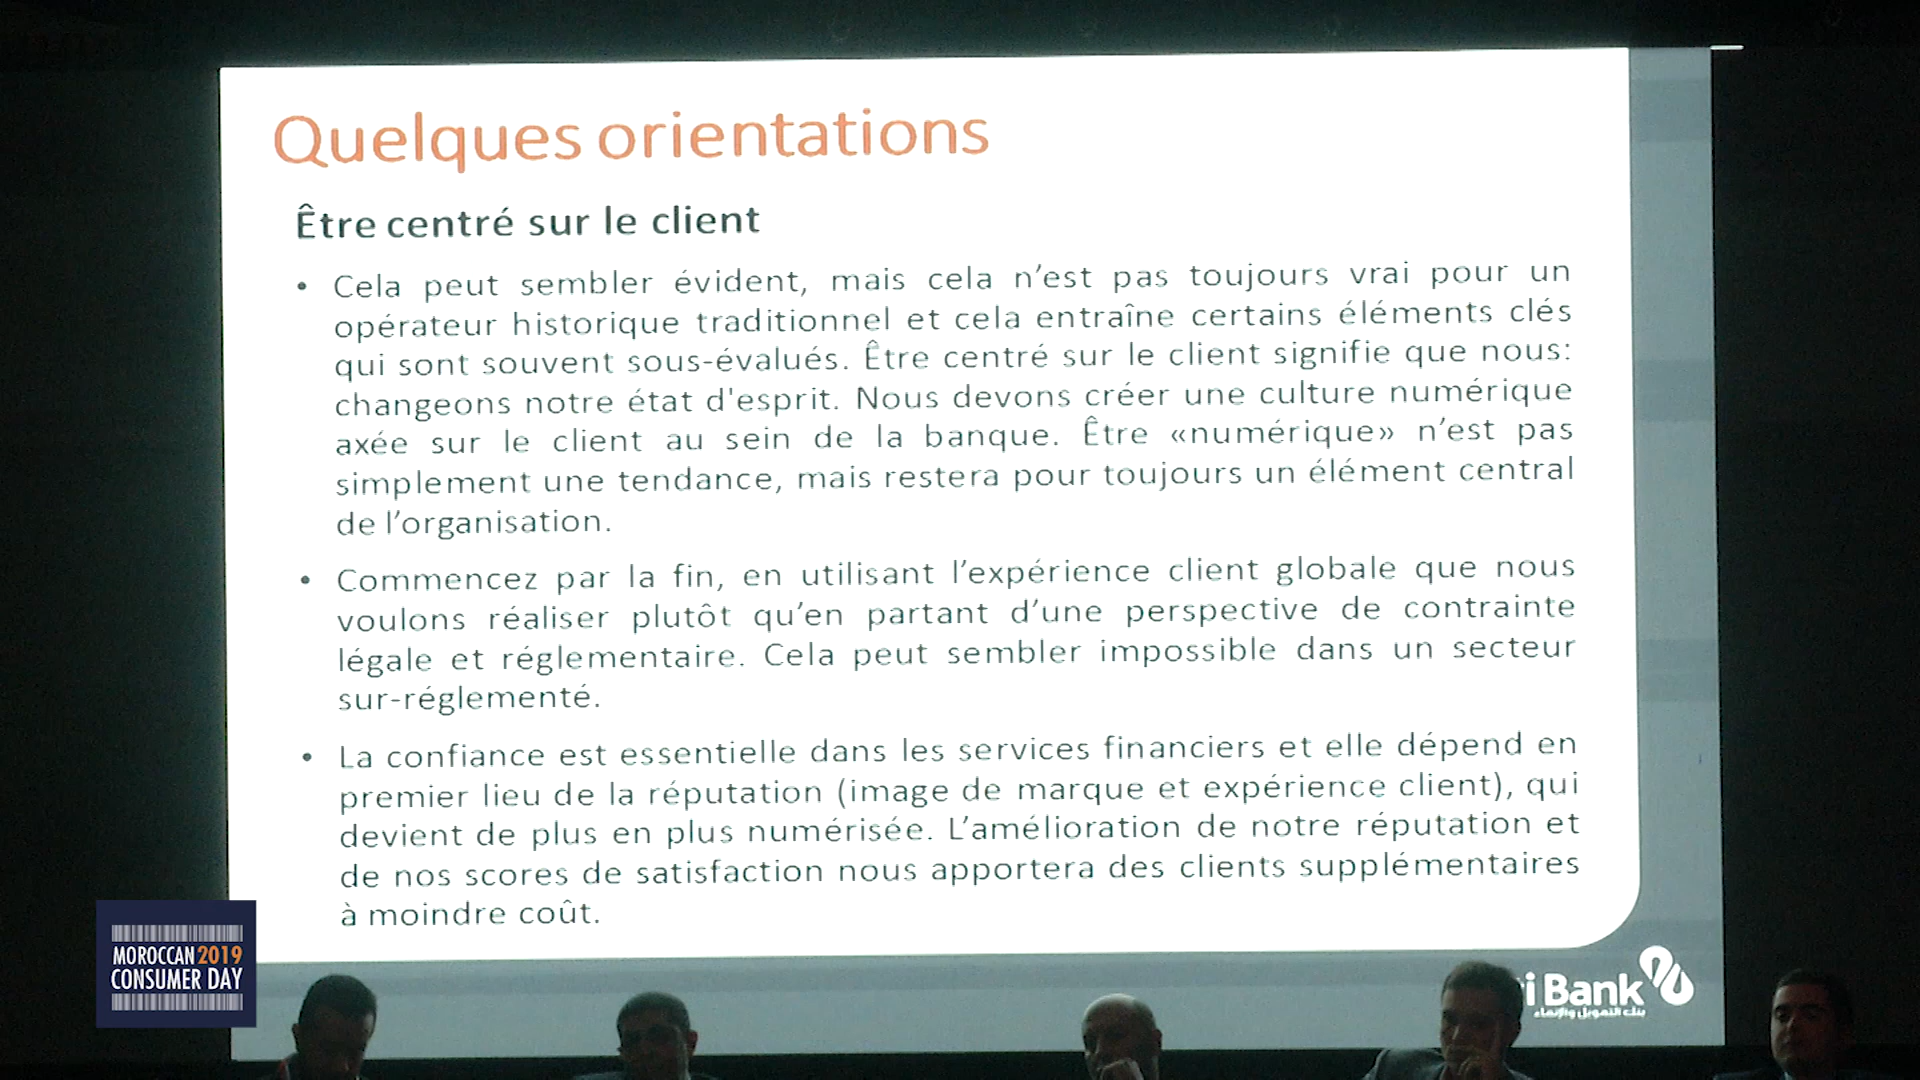 Quelques orientations
Être centré sur le client
• Cela peut sembler évident, mais cela n’est pas toujours vrai pour un
opérateur historique traditionnel et cela entraîne certains éléments clés
qui sont souvent sous-évalués. Être centré sur le client signifie que nous:
changeons notre état d'esprit. Nous devons créer une culture numérique
axée sur le client au sein de la banque. Être «numérique» n’est pas
simplement une tendance, mais restera pour toujours un élément central
de l’organisation.
• Commencez par la fin, en utilisant l’expérience client globale que nous
voulons réaliser plutôt qu’en partant d’une perspective de contrainte
légale et réglementaire. Cela peut sembler impossible dans un secteur
sur-réglementé.
• La confiance est essentielle dans les services financiers et elle dépend en
premier lieu de la réputation (image de marque et expérience client), qui
devient de plus en plus numérisée. L’amélioration de notre réputation et
de nos scores de satisfaction nous apportera des clients supplémentaires
à moindre coût.
MOROCCAN 2019
CONSUMER DAY
i Bank
بنك التمويل والإنماء